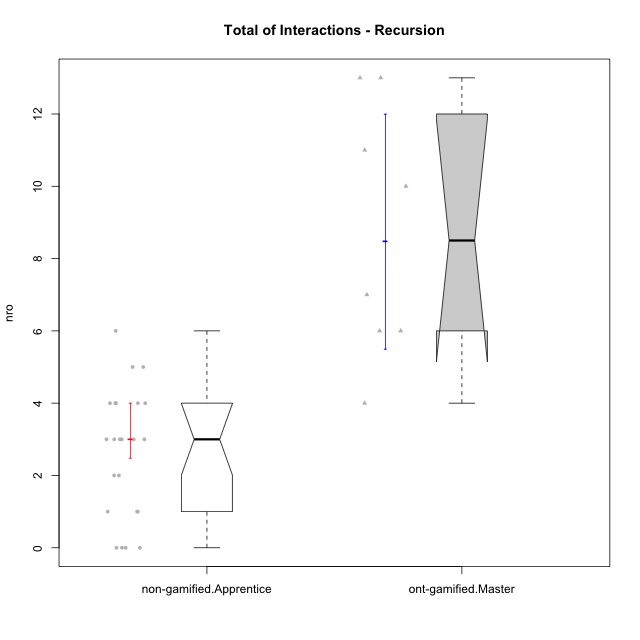 Total of Interactions - Recursion
nro
12
10
8
6
4
2
0
non-gamified.Apprentice
ont-gamified.Master